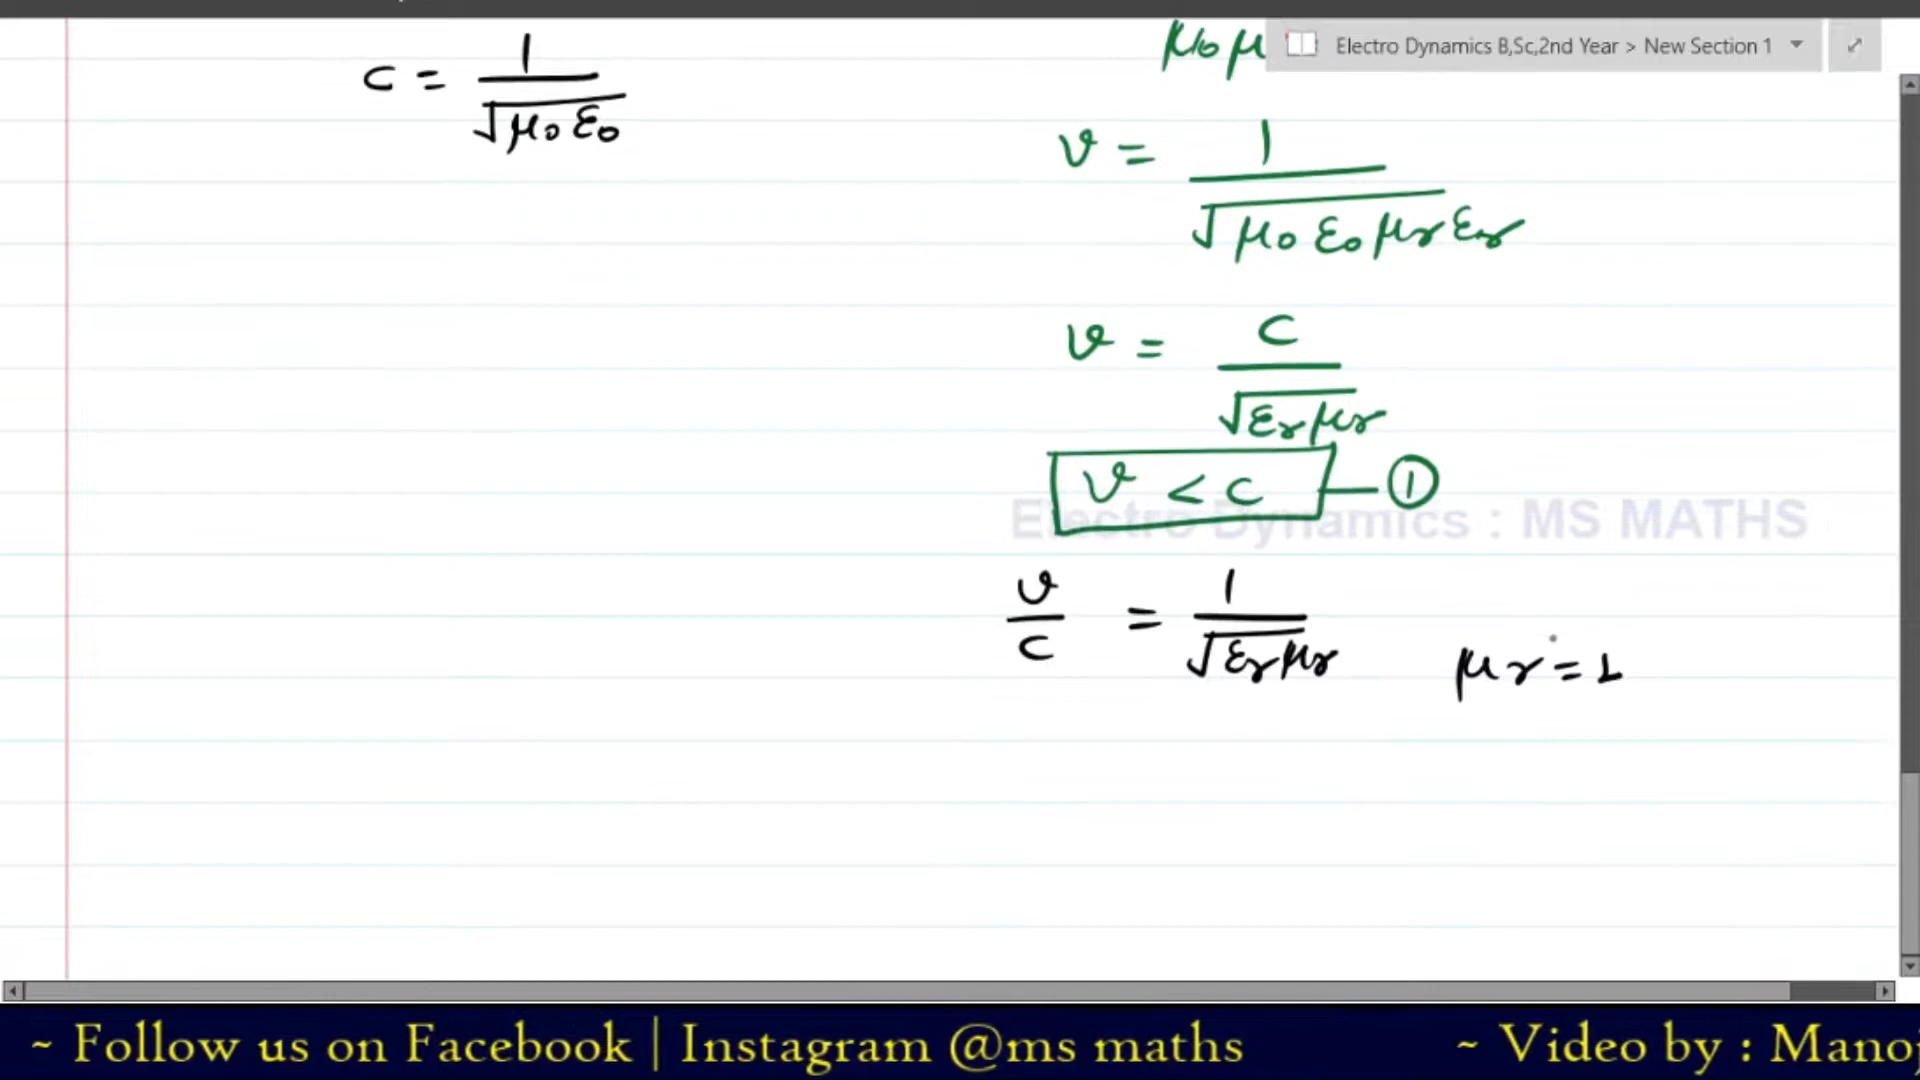 c = 1/√μ₀ε₀
μ₀μ
Electro Dynamics B,Sc,2nd Year > New Section 1
v = 1/√μ₀ε₀μᵣεᵣ
v = c/√εᵣμᵣ
v < c — ①
Electro Dynamics : MS MATHS
v/c = 1/√εᵣμᵣ
μᵣ = 1
~ Follow us on Facebook | Instagram @ms maths
~ Video by : Mano